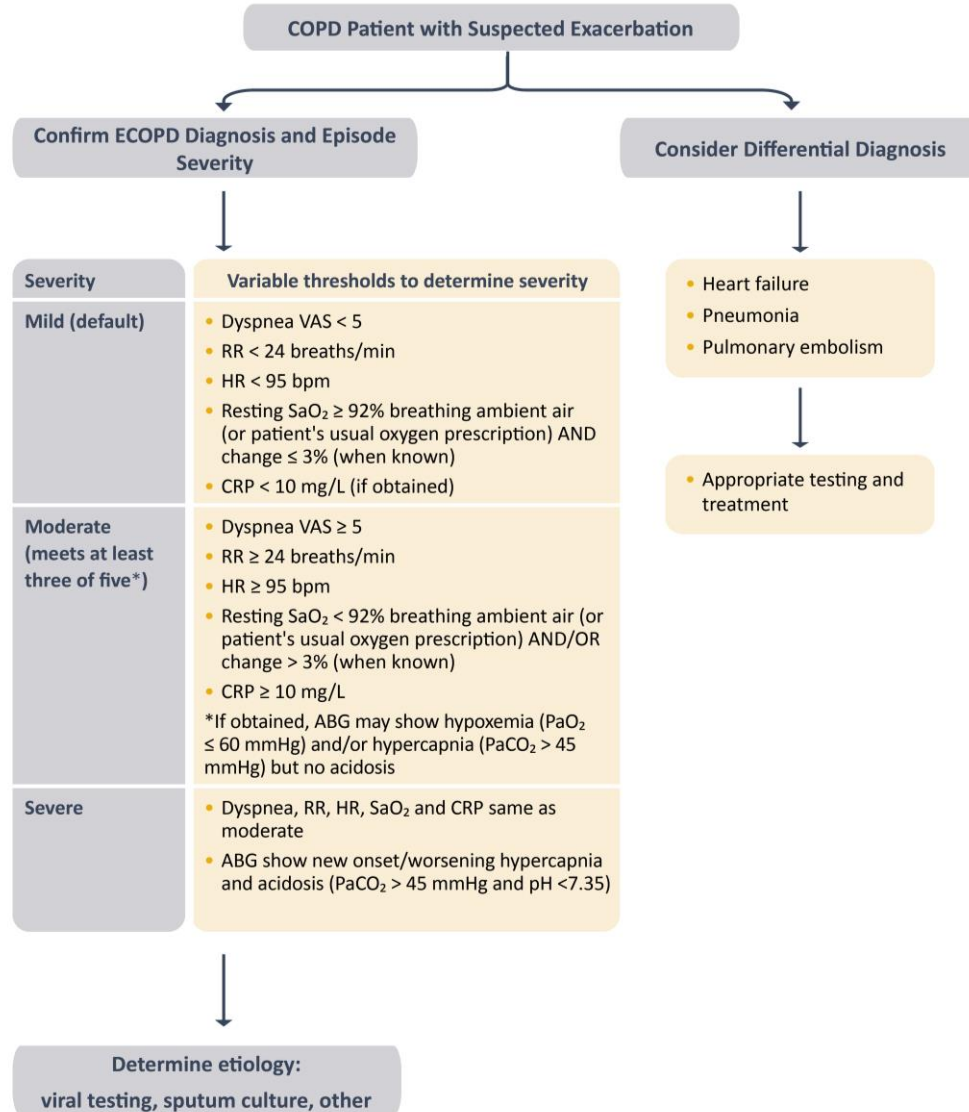 COPD Patient with Suspected Exacerbation
Confirm ECOPD Diagnosis and Episode
Severity
Consider Differential Diagnosis
Severity
Variable thresholds to determine severity
Mild (default)
• Dyspnea VAS < 5
• RR < 24 breaths/min
• HR < 95 bpm
• Resting SaO₂ ≥ 92% breathing ambient air
(or patient's usual oxygen prescription) AND
change ≤ 3% (when known)
• CRP < 10 mg/L (if obtained)
Moderate
(meets at least
three of five*)
• Dyspnea VAS ≥ 5
• RR ≥ 24 breaths/min
• HR ≥ 95 bpm
• Resting SaO₂ < 92% breathing ambient air (or
patient's usual oxygen prescription) AND/OR
change > 3% (when known)
• CRP ≥ 10 mg/L
*If obtained, ABG may show hypoxemia (PaO₂
≤ 60 mmHg) and/or hypercapnia (PaCO₂ > 45
mmHg) but no acidosis
Severe
• Dyspnea, RR, HR, SaO₂ and CRP same as
moderate
• ABG show new onset/worsening hypercapnia
and acidosis (PaCO₂ > 45 mmHg and pH <7.35)
• Heart failure
• Pneumonia
• Pulmonary embolism
• Appropriate testing and
treatment
Determine etiology:
viral testing, sputum culture, other